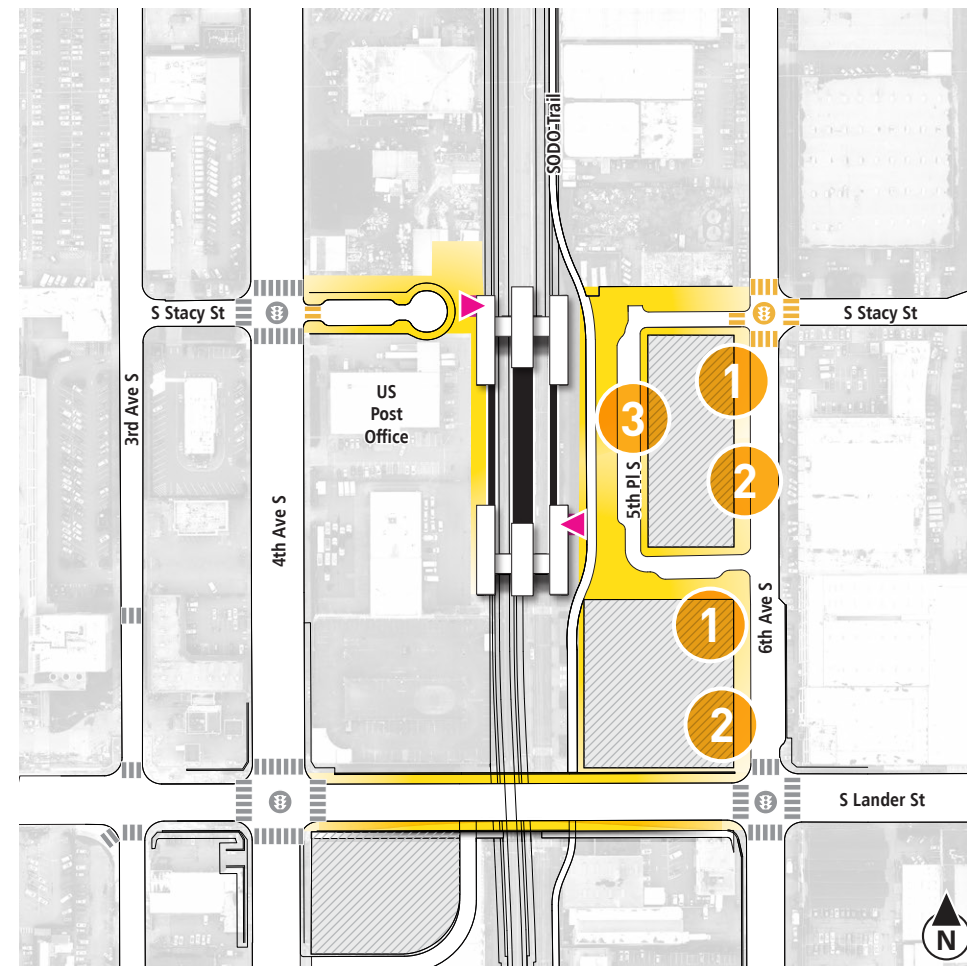 SODO Trail
S Stacy St
S Stacy St
1
3rd Ave S
US
Post
Office
3
2
5th Pl S
4th Ave S
6th Ave S
1
2
S Lander St
N